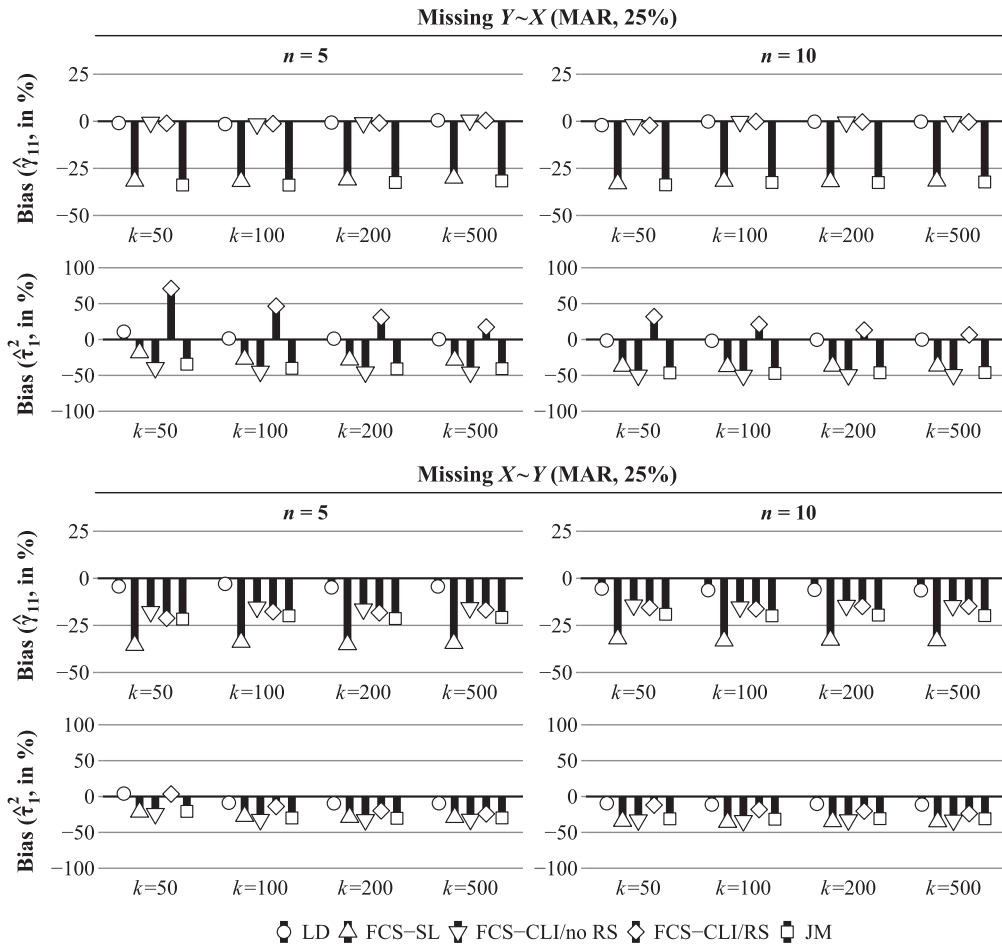 Missing Y~X (MAR, 25%)
n = 5
n = 10
Bias (γ̂₁₁, in %)
25
0
−25
−50
k=50 k=100 k=200 k=500
k=50 k=100 k=200 k=500
Bias (τ̂²₁, in %)
100
50
0
−50
−100
k=50 k=100 k=200 k=500
k=50 k=100 k=200 k=500
Missing X~Y (MAR, 25%)
n = 5
n = 10
Bias (γ̂₁₁, in %)
25
0
−25
−50
k=50 k=100 k=200 k=500
k=50 k=100 k=200 k=500
Bias (τ̂²₁, in %)
100
50
0
−50
−100
k=50 k=100 k=200 k=500
k=50 k=100 k=200 k=500
LD FCS−SL FCS−CLI/no RS FCS−CLI/RS JM